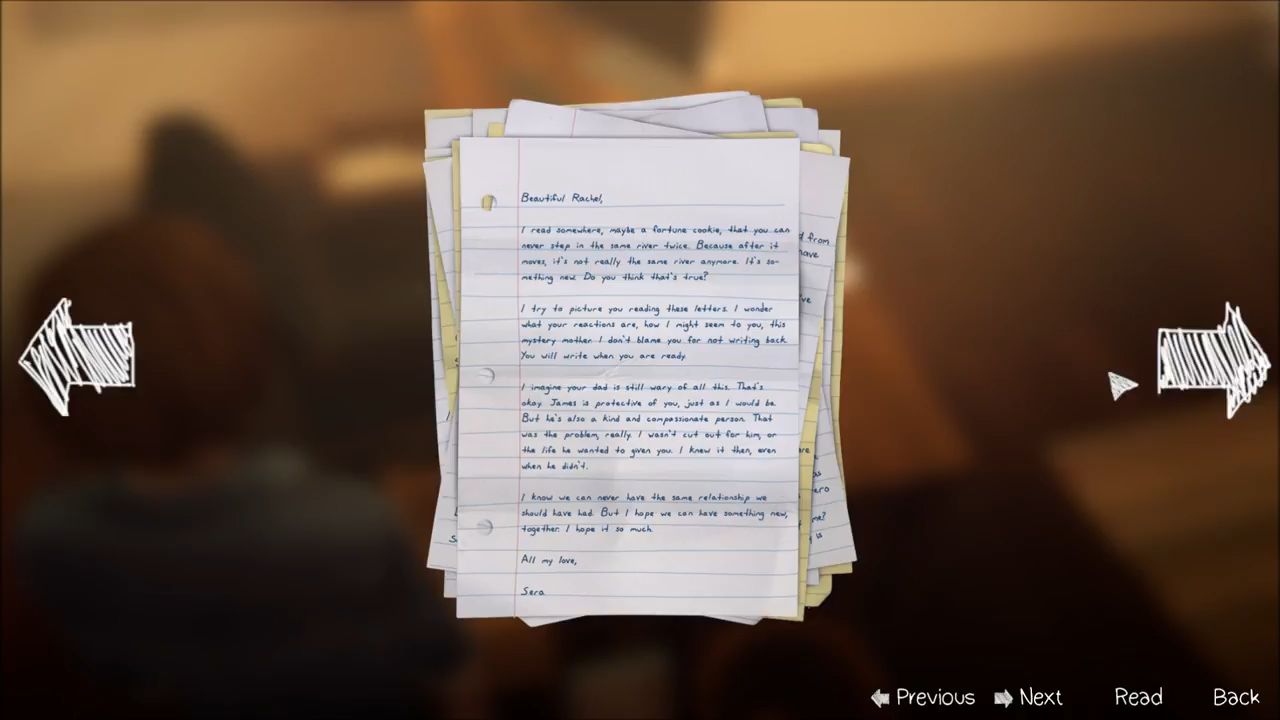 Beautiful Rachel,
I read somewhere, maybe a fortune cookie, that you can
never step in the same river twice. Because after it
moves, it's not really the same river anymore. It's so-
mething new. Do you think that's true?
I try to picture you reading these letters. I wonder
what your reactions are, how I might seem to you, this
mystery mother. I don't blame you for not writing back.
You will write when you are ready.
I imagine your dad is still wary of all this. That's
okay. James is protective of you, just as I would be.
But he's also a kind and compassionate person. That
was the problem, really. I wasn't cut out for him, or
the life he wanted to given you. I knew it then, even
when he didn't.
I know we can never have the same relationship we
should have had. But I hope we can have something new,
together. I hope it so much.
All my love,
Sera
from
have
Previous
Next
Read
Back